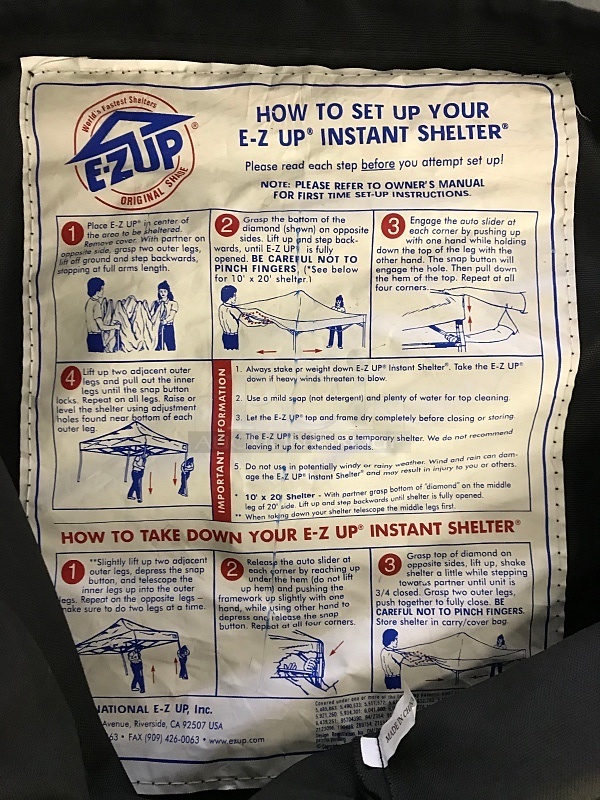 World's Fastest Shelters
E-Z UP®
ORIGINAL SHADE
HOW TO SET UP YOUR
E-Z UP® INSTANT SHELTER®
Please read each step before you attempt set up!
NOTE: PLEASE REFER TO OWNER'S MANUAL
FOR FIRST TIME SET-UP INSTRUCTIONS.
1 Place E-Z UP® in center of
the area to be sheltered.
Remove cover. With partner on
opposite side, grasp two outer legs,
lift off ground and step backwards,
stopping at full arms length.
2 Grasp the bottom of the
diamond (shown) on opposite
sides. Lift up and step back-
wards, until E-Z UP® is fully
opened. BE CAREFUL NOT TO
PINCH FINGERS. (*See below
for 10' x 20' shelter.)
3 Engage the auto slider at
each corner by pushing up
with one hand while holding
down the top of the leg with the
other hand. The snap button will
engage the hole. Then pull down
the hem of the top. Repeat at all
four corners.
4 Lift up two adjacent outer
legs and pull out the inner
legs until the snap button
locks. Repeat on all legs. Raise or
level the shelter using adjustment
holes found near bottom of each
outer leg.
IMPORTANT INFORMATION
1. Always stake or weight down E-Z UP® Instant Shelter®. Take the E-Z UP®
down if heavy winds threaten to blow.
2. Use a mild soap (not detergent) and plenty of water for top cleaning.
3. Let the E-Z UP® top and frame dry completely before closing or storing.
4. The E-Z UP® is designed as a temporary shelter. We do not recommend
leaving it up for extended periods.
5. Do not use in potentially windy or rainy weather. Wind and rain can dam-
age the E-Z UP® Instant Shelter® and may result in injury to you or others.
* 10' x 20' Shelter - With partner grasp bottom of "diamond" on the middle
leg of 20' side. Lift up and step backwards until shelter is fully opened.
** When taking down your shelter telescope the middle legs first.
HOW TO TAKE DOWN YOUR E-Z UP® INSTANT SHELTER®
1 **Slightly lift up two adjacent
outer legs, depress the snap
button, and telescope the
inner legs up into the outer
legs. Repeat on the opposite legs –
make sure to do two legs at a time.
2 Release the auto slider at
each corner by reaching up
under the hem (do not lift
up hem) and pushing the
framework up slightly with one
hand, while using other hand to
depress and release the snap
button. Repeat at all four corners.
3 Grasp top of diamond on
opposite sides, lift up, shake
shelter a little while stepping
towards partner until unit is
3/4 closed. Grasp two outer legs,
push together to fully close. BE
CAREFUL NOT TO PINCH FINGERS.
Store shelter in carry/cover bag.
NATIONAL E-Z UP, Inc.
Avenue, Riverside, CA 92507 USA
63 • FAX (909) 426-0063 • www.ezup.com
Covered under one or more of the
MADE IN CHINA